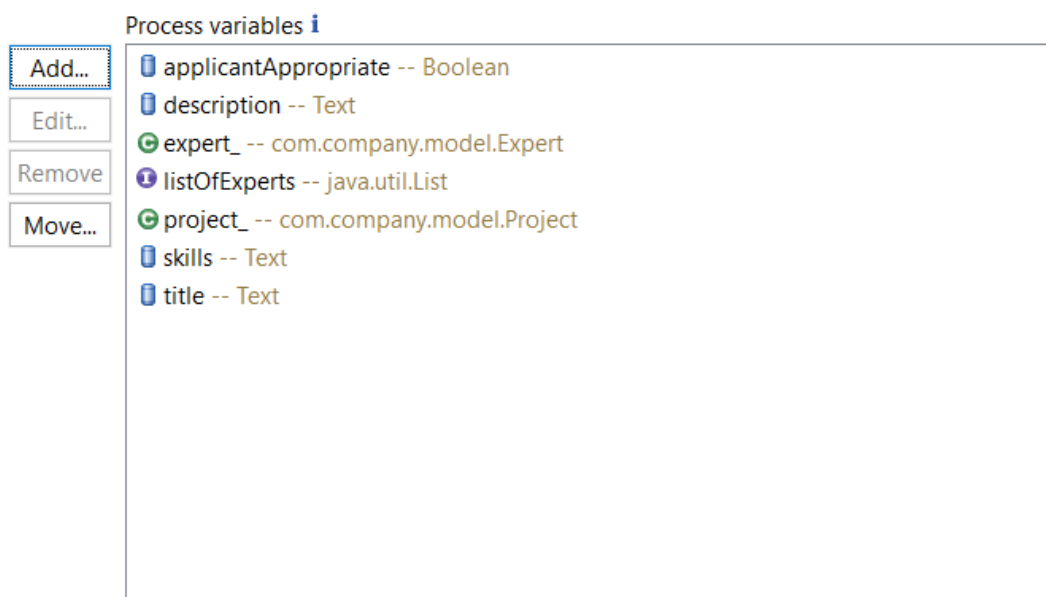 Process variables i
Add...
Edit...
Remove
Move...
applicantAppropriate -- Boolean
description -- Text
C expert_ -- com.company.model.Expert
I listOfExperts -- java.util.List
C project_ -- com.company.model.Project
skills -- Text
title -- Text